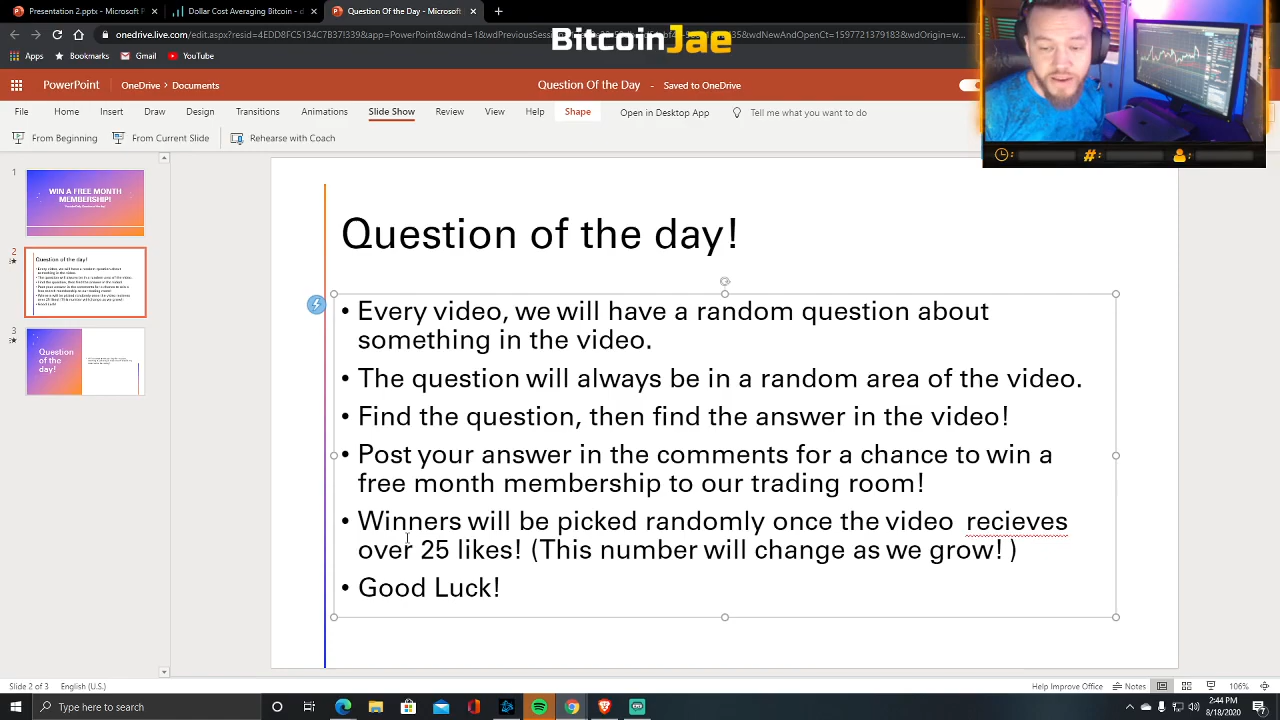 Presentation 2.pptx - Microsoft P
Dollar Cost Averaging Bitcoin -
Question Of the Day - Microsoft
BitcoinJae
Apps
Bookmarks
Gmail
YouTube
PowerPoint
OneDrive > Documents
Question Of the Day - Saved to OneDrive
File
Home
Insert
Draw
Design
Transitions
Animations
Slide Show
Review
View
Help
Shape
Open in Desktop App
Tell me what you want to do
From Beginning
From Current Slide
Rehearse with Coach
#:
1
WIN A FREE MONTH
MEMBERSHIP!
2
Question of the day!
3
Question
of the
day!
Question of the day!
• Every video, we will have a random question about
something in the video.
• The question will always be in a random area of the video.
• Find the question, then find the answer in the video!
• Post your answer in the comments for a chance to win a
free month membership to our trading room!
• Winners will be picked randomly once the video recieves
over 25 likes! (This number will change as we grow! )
• Good Luck!
Slide 2 of 3
English (U.S.)
Help Improve Office
Notes
106%
Type here to search
2:44 PM
8/18/2020